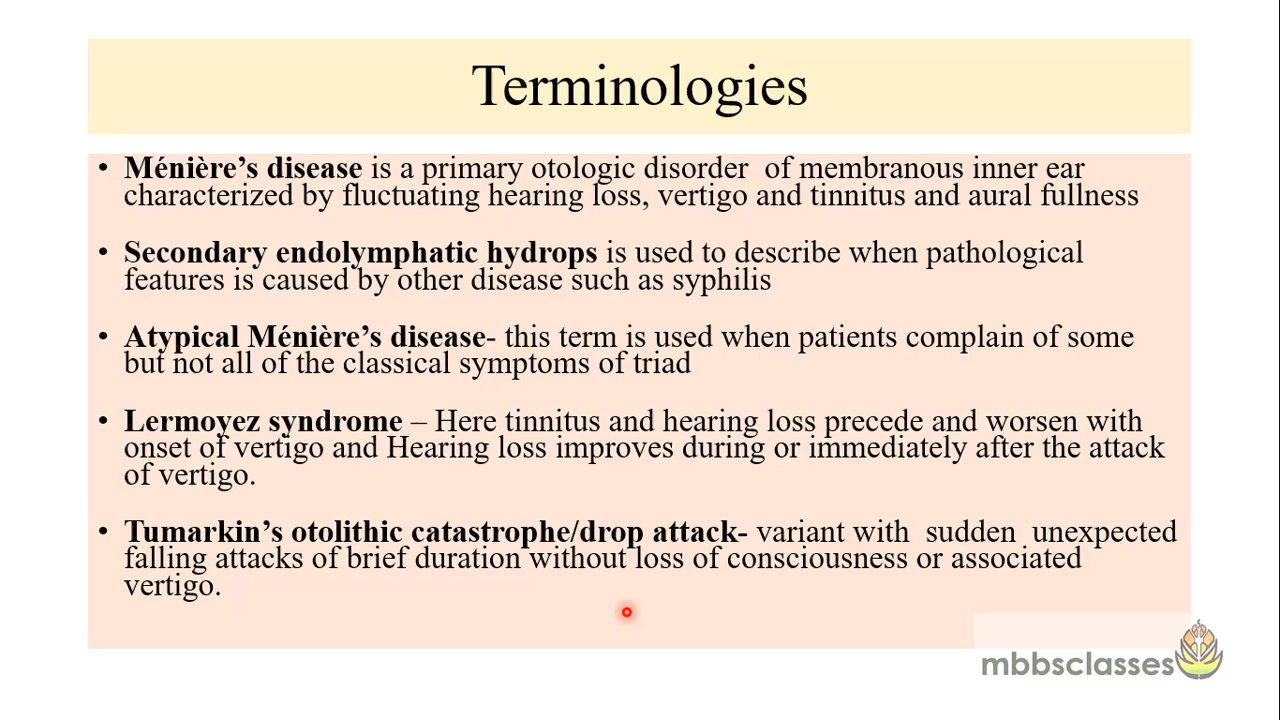 Terminologies
• Ménière’s disease is a primary otologic disorder of membranous inner ear
characterized by fluctuating hearing loss, vertigo and tinnitus and aural fullness
• Secondary endolymphatic hydrops is used to describe when pathological
features is caused by other disease such as syphilis
• Atypical Ménière’s disease- this term is used when patients complain of some
but not all of the classical symptoms of triad
• Lermoyez syndrome – Here tinnitus and hearing loss precede and worsen with
onset of vertigo and Hearing loss improves during or immediately after the attack
of vertigo.
• Tumarkin’s otolithic catastrophe/drop attack- variant with sudden unexpected
falling attacks of brief duration without loss of consciousness or associated
vertigo.
mbbsclasses